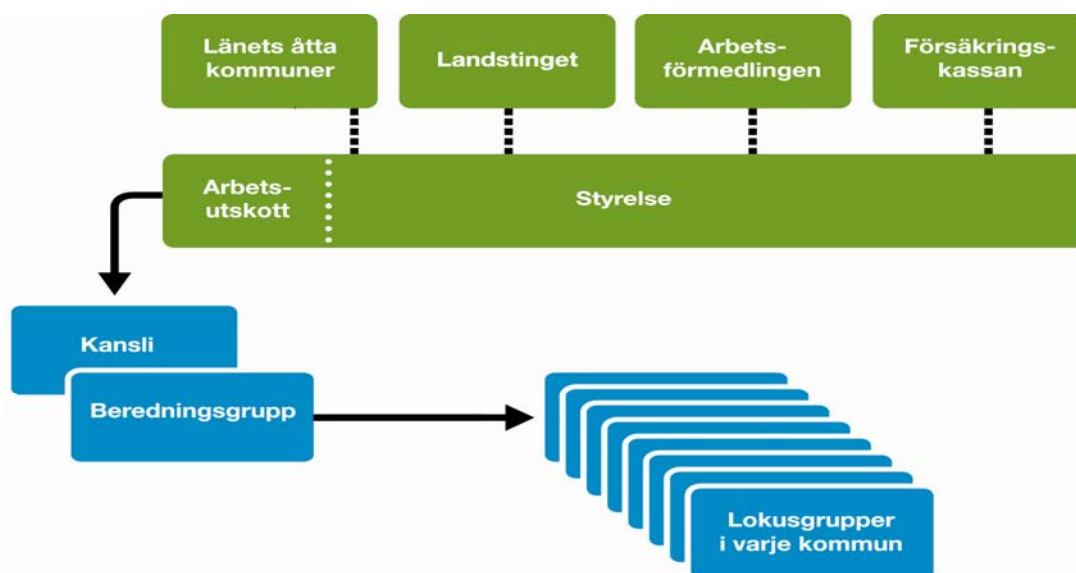 Länets åtta
kommuner
Landstinget
Arbets-
förmedlingen
Försäkrings-
kassan
Arbets-
utskott
Styrelse
Kansli
Beredningsgrupp
Lokusgrupper
i varje kommun